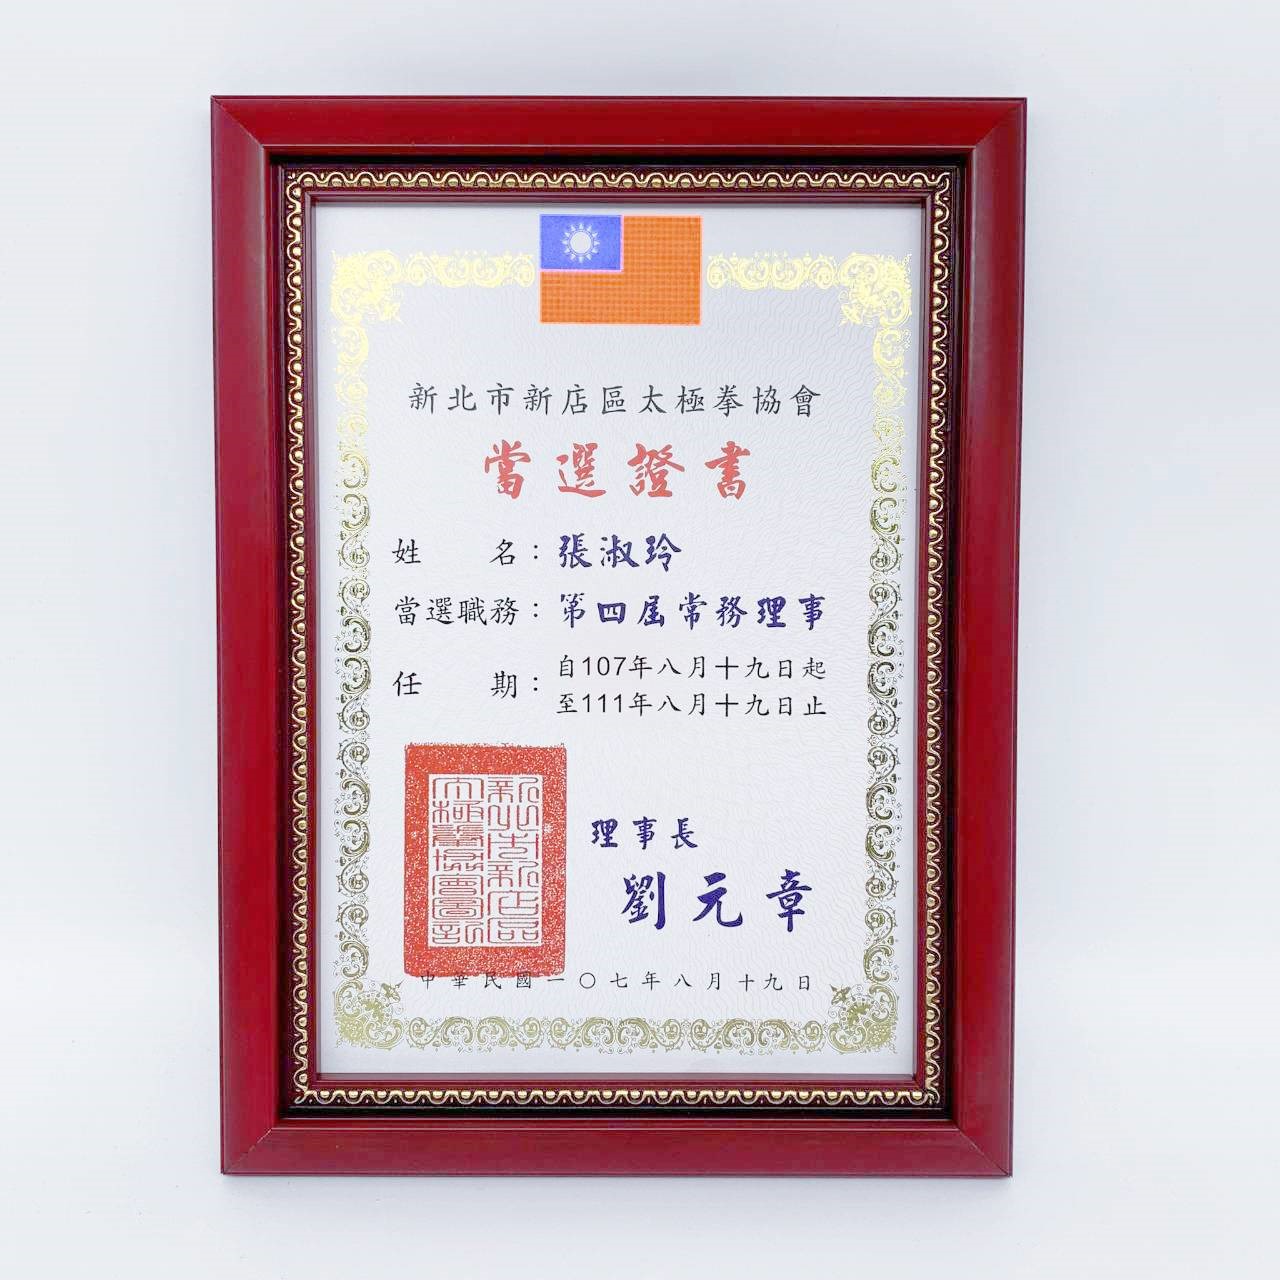 新北市新店區太極拳協會
當選證書
姓名：張淑玲
當選職務：第四屆常務理事
任期：自107年八月十九日起
至111年八月十九日止
新北市新店區
太極拳協會圖記
理事長
劉元章
中華民國一〇七年八月十九日